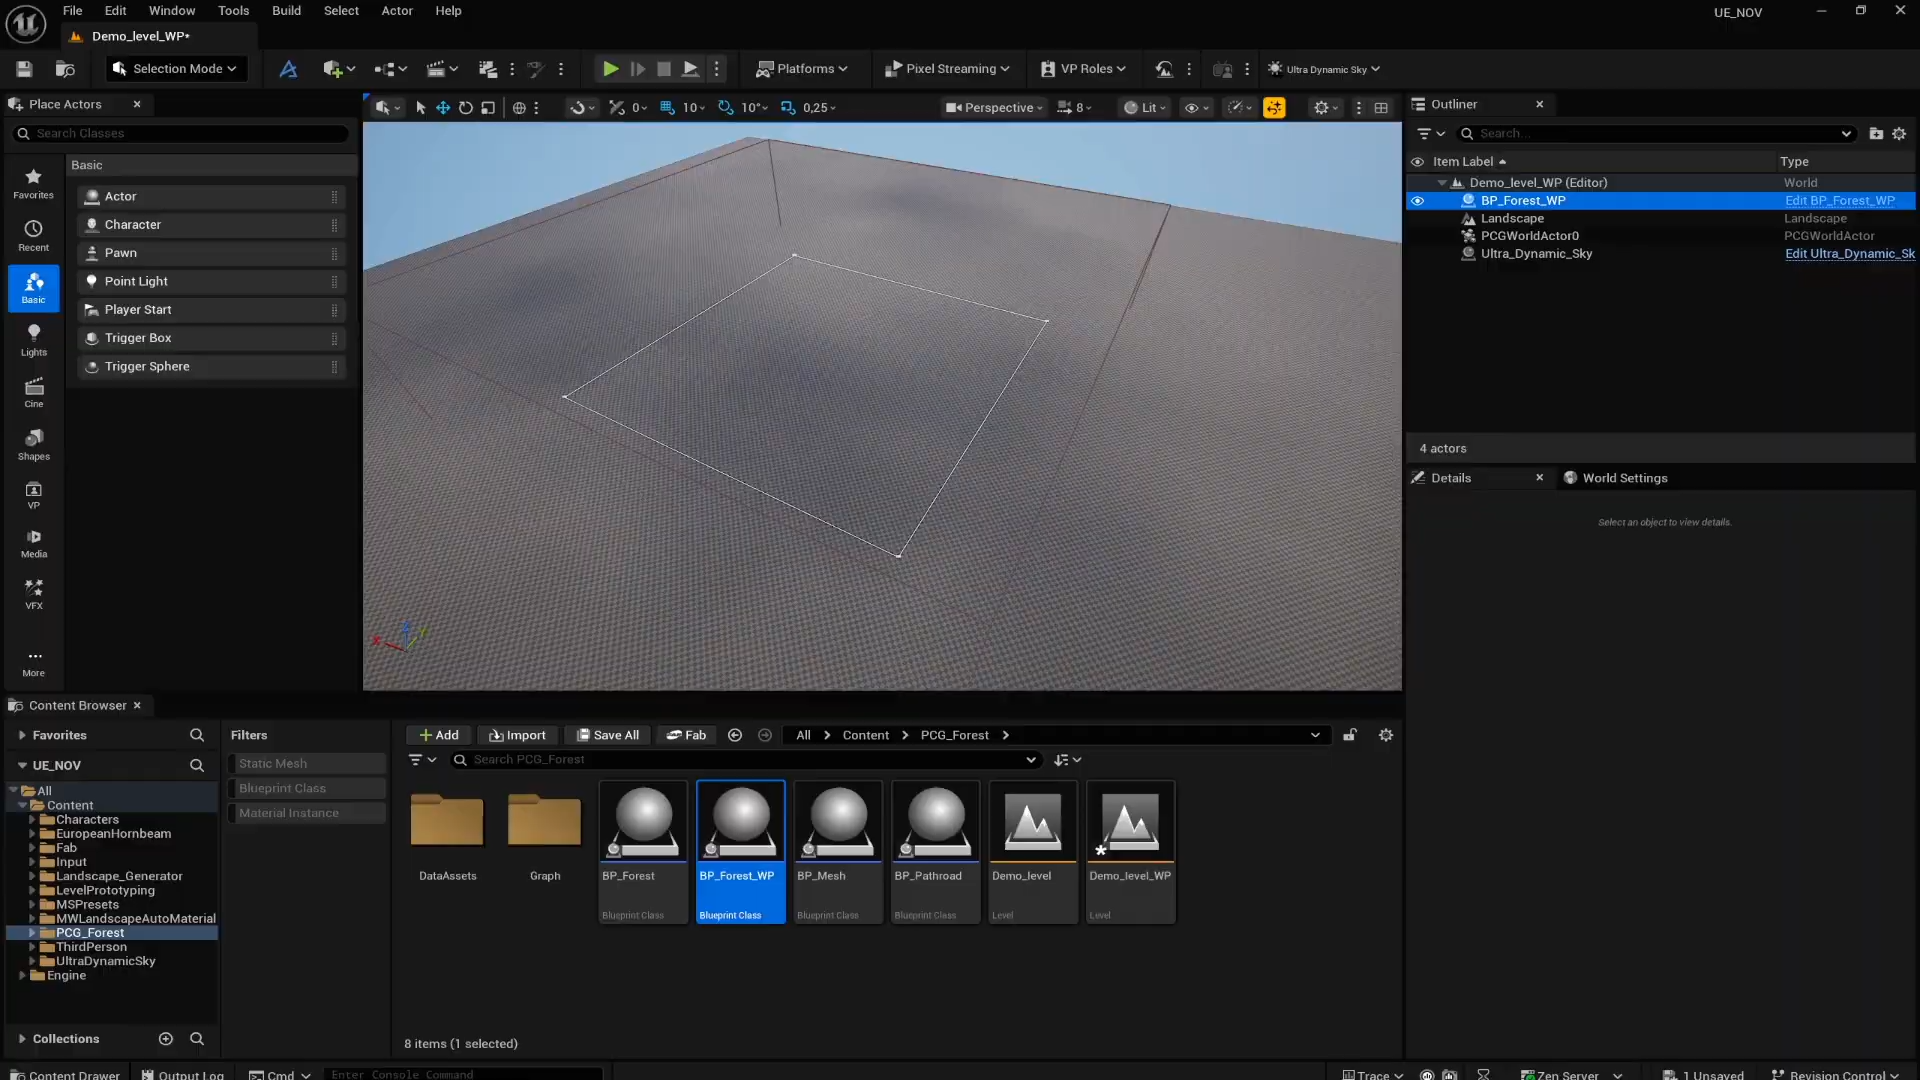 File Edit Window Tools Build Select Actor Help
UE_NOV
Demo_level_WP*
Selection Mode
Platforms
Pixel Streaming
VP Roles
Ultra Dynamic Sky
Place Actors
Search Classes
Favorites
Recent
Basic
Lights
Cine
Shapes
VP
Media
VFX
More
Basic
Actor
Character
Pawn
Point Light
Player Start
Trigger Box
Trigger Sphere
0 10 10° 0,25
Perspective 8 Lit
X
Z
Y
Outliner
Search...
Item Label Type
Demo_level_WP (Editor) World
BP_Forest_WP Edit BP_Forest_WP
Landscape Landscape
PCGWorldActor0 PCGWorldActor
Ultra_Dynamic_Sky Edit Ultra_Dynamic_Sk
4 actors
Details World Settings
Select an object to view details.
Content Browser
Favorites
UE_NOV
All
Content
Characters
EuropeanHornbeam
Fab
Input
Landscape_Generator
LevelPrototyping
MSPresets
MWLandscapeAutoMaterial
PCG_Forest
ThirdPerson
UltraDynamicSky
Engine
Collections
Filters
Static Mesh
Blueprint Class
Material Instance
Add Import Save All Fab All Content PCG_Forest
Search PCG_Forest
DataAssets
Graph
BP_Forest
Blueprint Class
BP_Forest_WP
Blueprint Class
BP_Mesh
Blueprint Class
BP_Pathroad
Blueprint Class
Demo_level
Level
Demo_level_WP
Level
8 items (1 selected)
Content Drawer Output Log Cmd Enter Console Command Trace Zen Server 1 Unsaved Revision Control